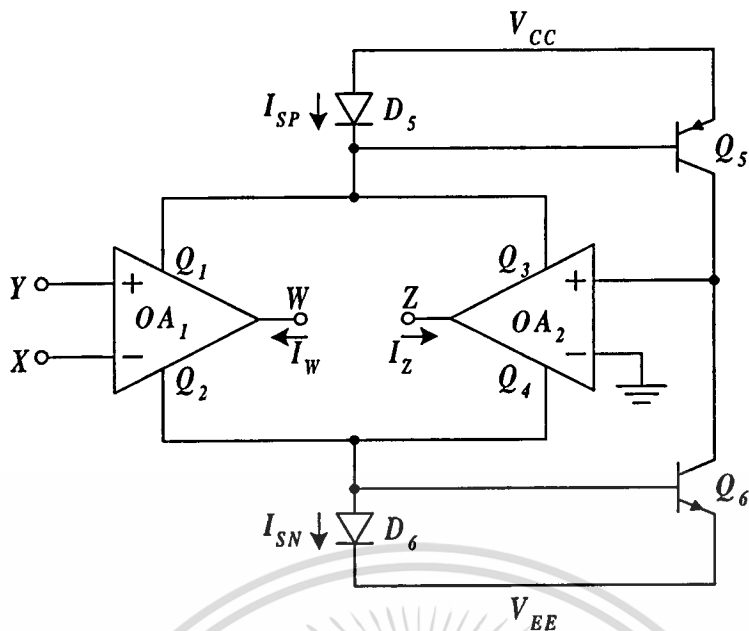 V_CC
I_SP D_5
Q_5
Q_1 Q_3
Y + W Z +
OA_1 OA_2
X − I_W I_Z −
Q_2 Q_4
Q_6
I_SN D_6
V_EE